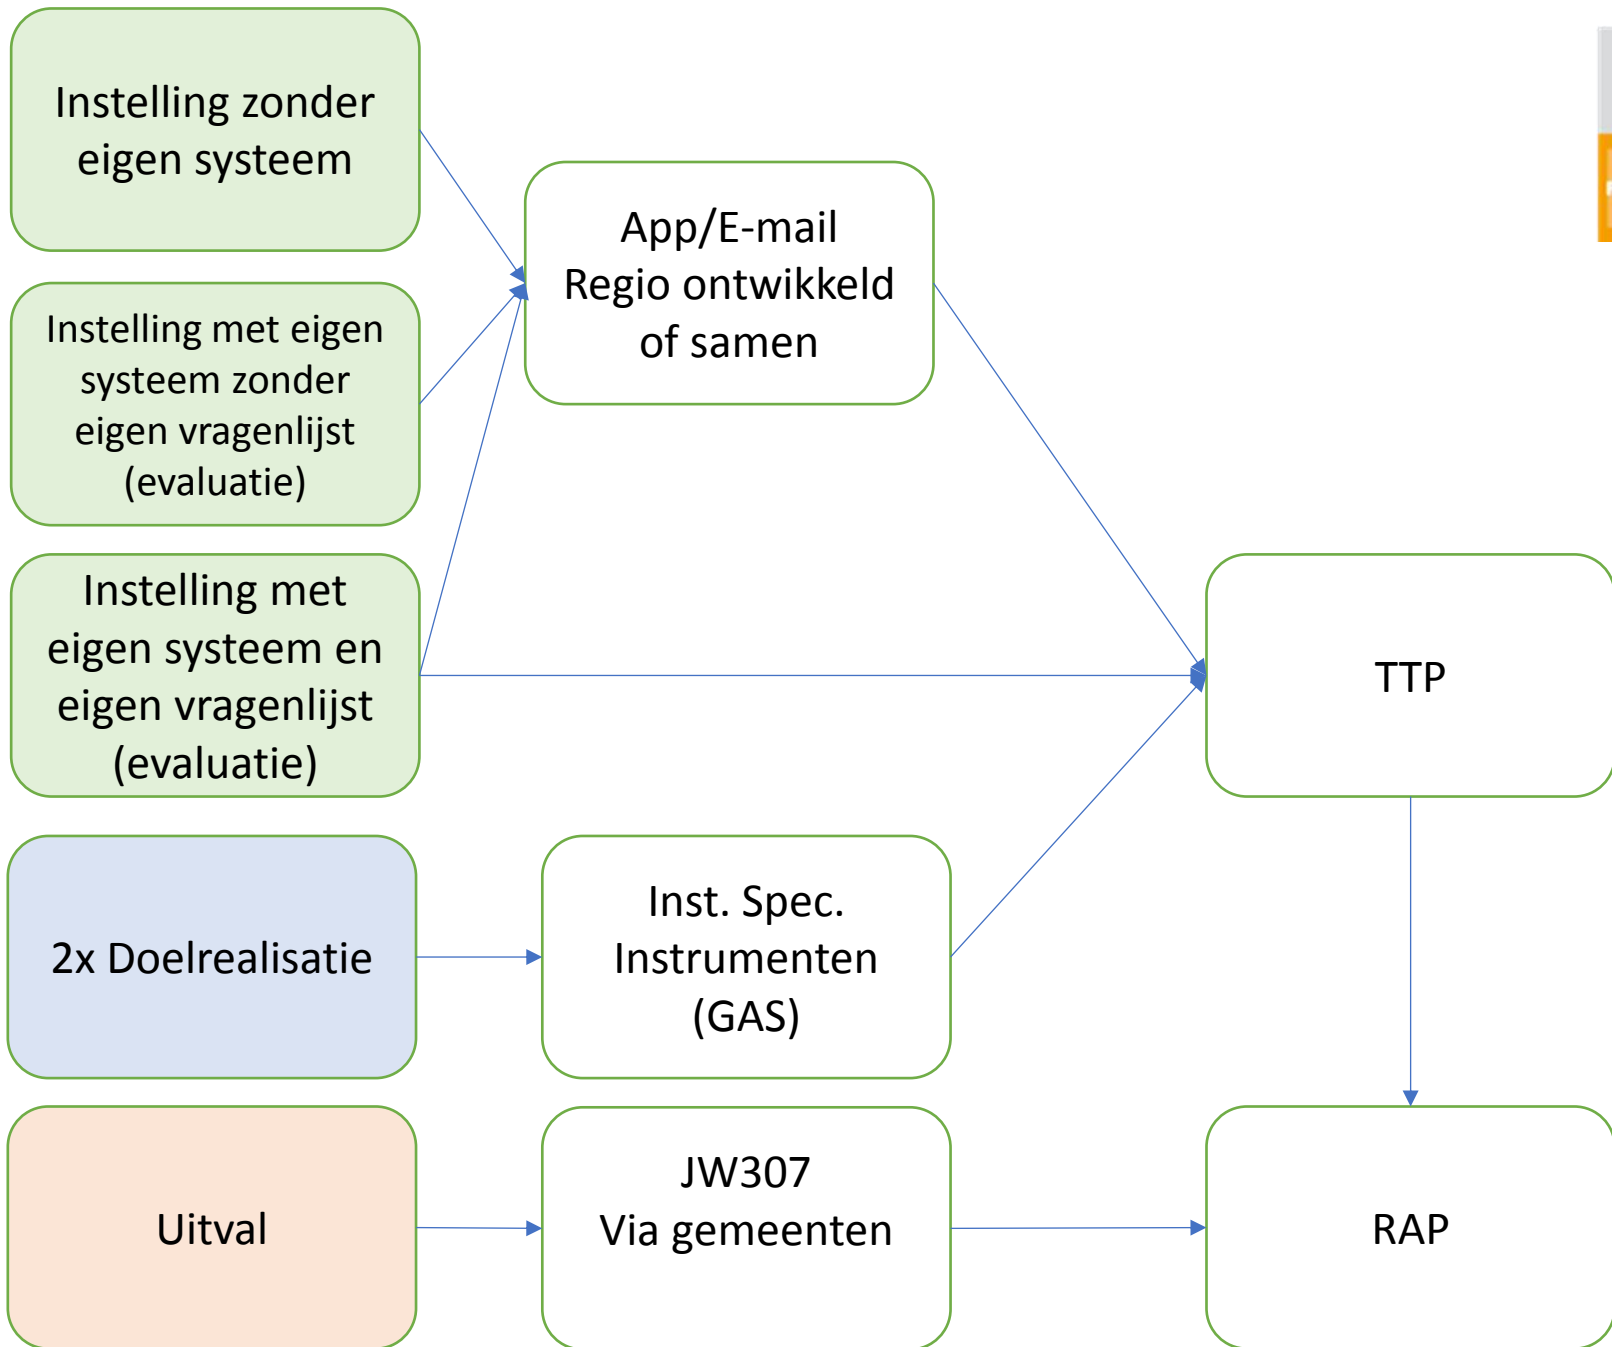 Instelling zonder
eigen systeem
App/E-mail
Regio ontwikkeld
of samen
Instelling met eigen
systeem zonder
eigen vragenlijst
(evaluatie)
Instelling met
eigen systeem en
eigen vragenlijst
(evaluatie)
TTP
2x Doelrealisatie
Inst. Spec.
Instrumenten
(GAS)
Uitval
JW307
Via gemeenten
RAP